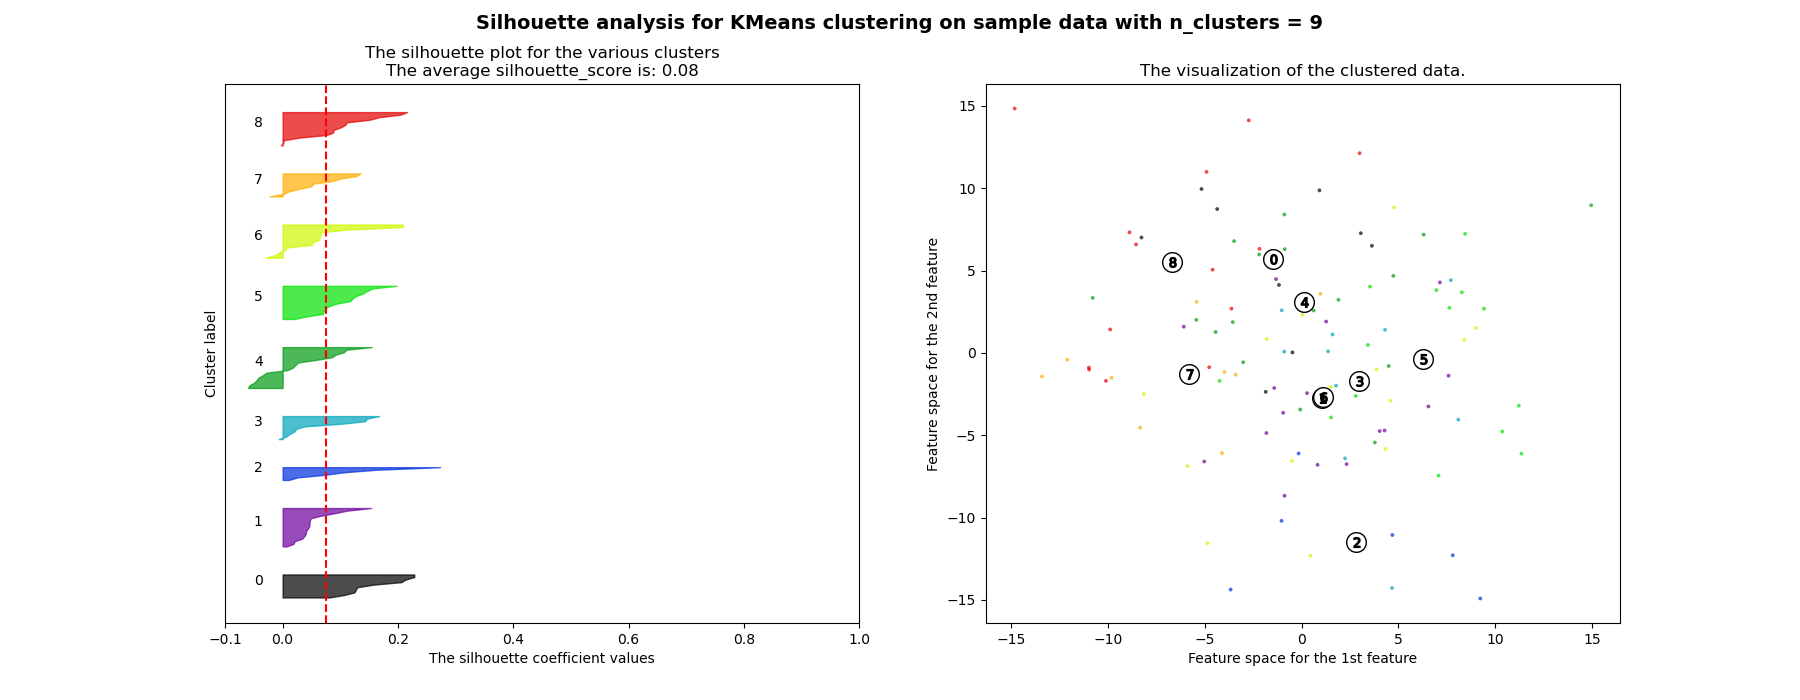 Silhouette analysis for KMeans clustering on sample data with n_clusters = 9
The silhouette plot for the various clusters
The average silhouette_score is: 0.08
Cluster label
8
7
6
5
4
3
2
1
0
−0.1 0.0 0.2 0.4 0.6 0.8 1.0
The silhouette coefficient values
The visualization of the clustered data.
Feature space for the 2nd feature
15
10
5
0
−5
−10
−15
8 0
4
5
7 3
6
2
−15 −10 −5 0 5 10 15
Feature space for the 1st feature